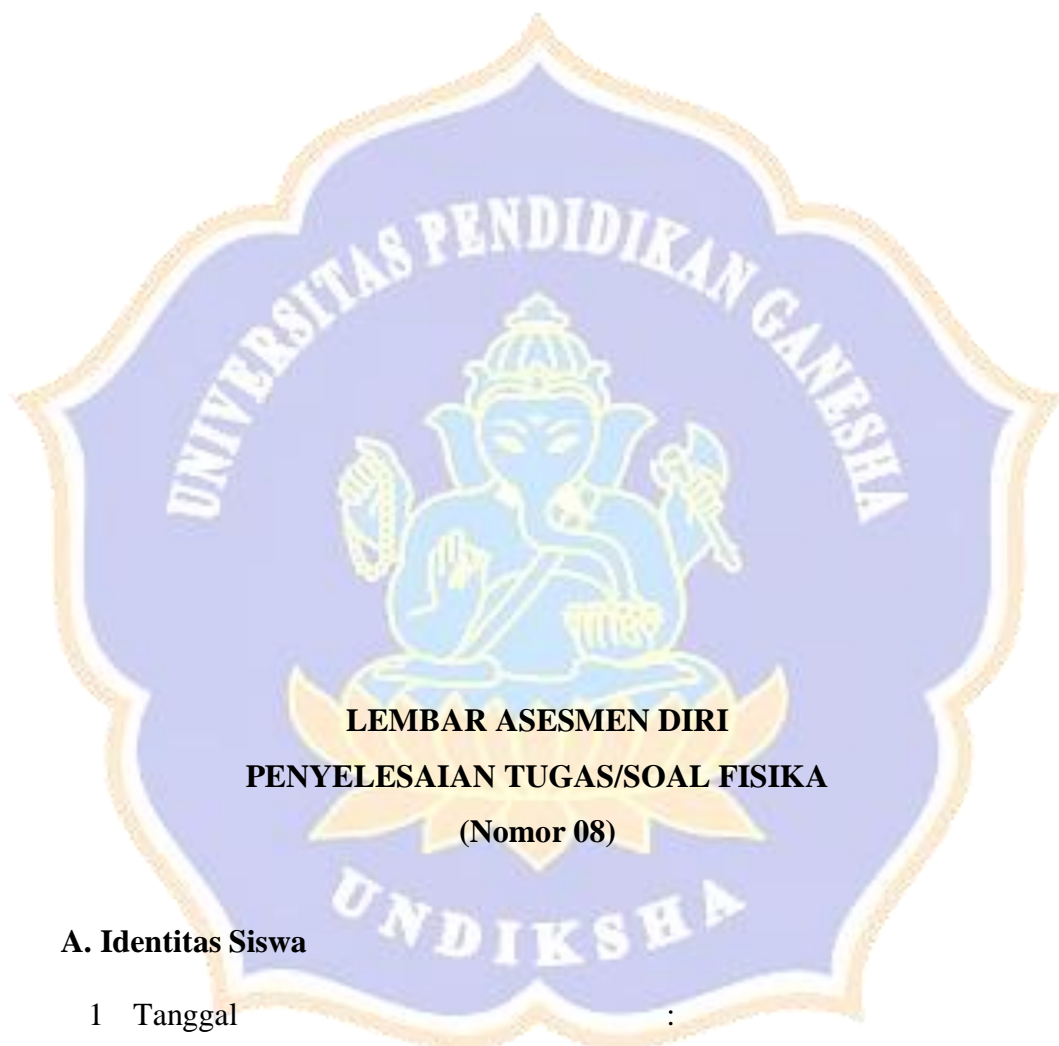 UNIVERSITAS PENDIDIKAN GANESHA
LEMBAR ASESMEN DIRI
PENYELESAIAN TUGAS/SOAL FISIKA
(Nomor 08)
UNDIKSHA
A. Identitas Siswa
1 Tanggal :